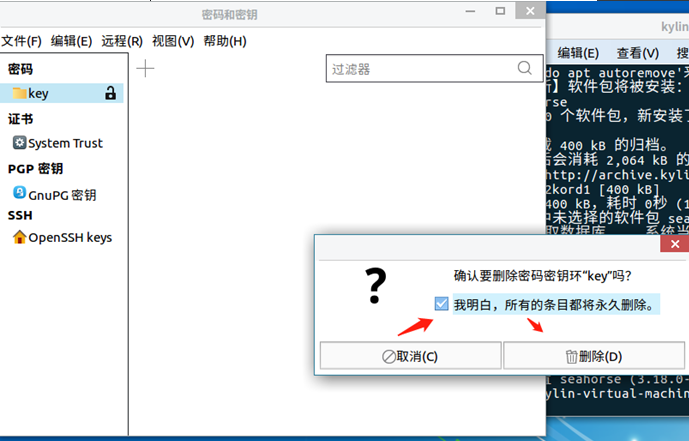 密码和密钥
文件(F) 编辑(E) 远程(R) 视图(V) 帮助(H)
密码
key
证书
System Trust
PGP 密钥
GnuPG 密钥
SSH
OpenSSH keys
过滤器
kylin
编辑(E) 查看(V) 搜
do apt autoremove'
】软件包将被安装:
rse
0 个软件包，新安装了
400 kB 的归档。
后会消耗 2,064 kB 的
http://archive.kyli
2kord1 [400 kB]
400 kB，耗时 0秒 (1
中未选择的软件包 sea
取数据库 ... 系统当
确认要删除密码密钥环“key”吗?
我明白，所有的条目都将永久删除。
取消(C) 删除(D)
seahorse (3.18.0-
ylin-virtual-machin